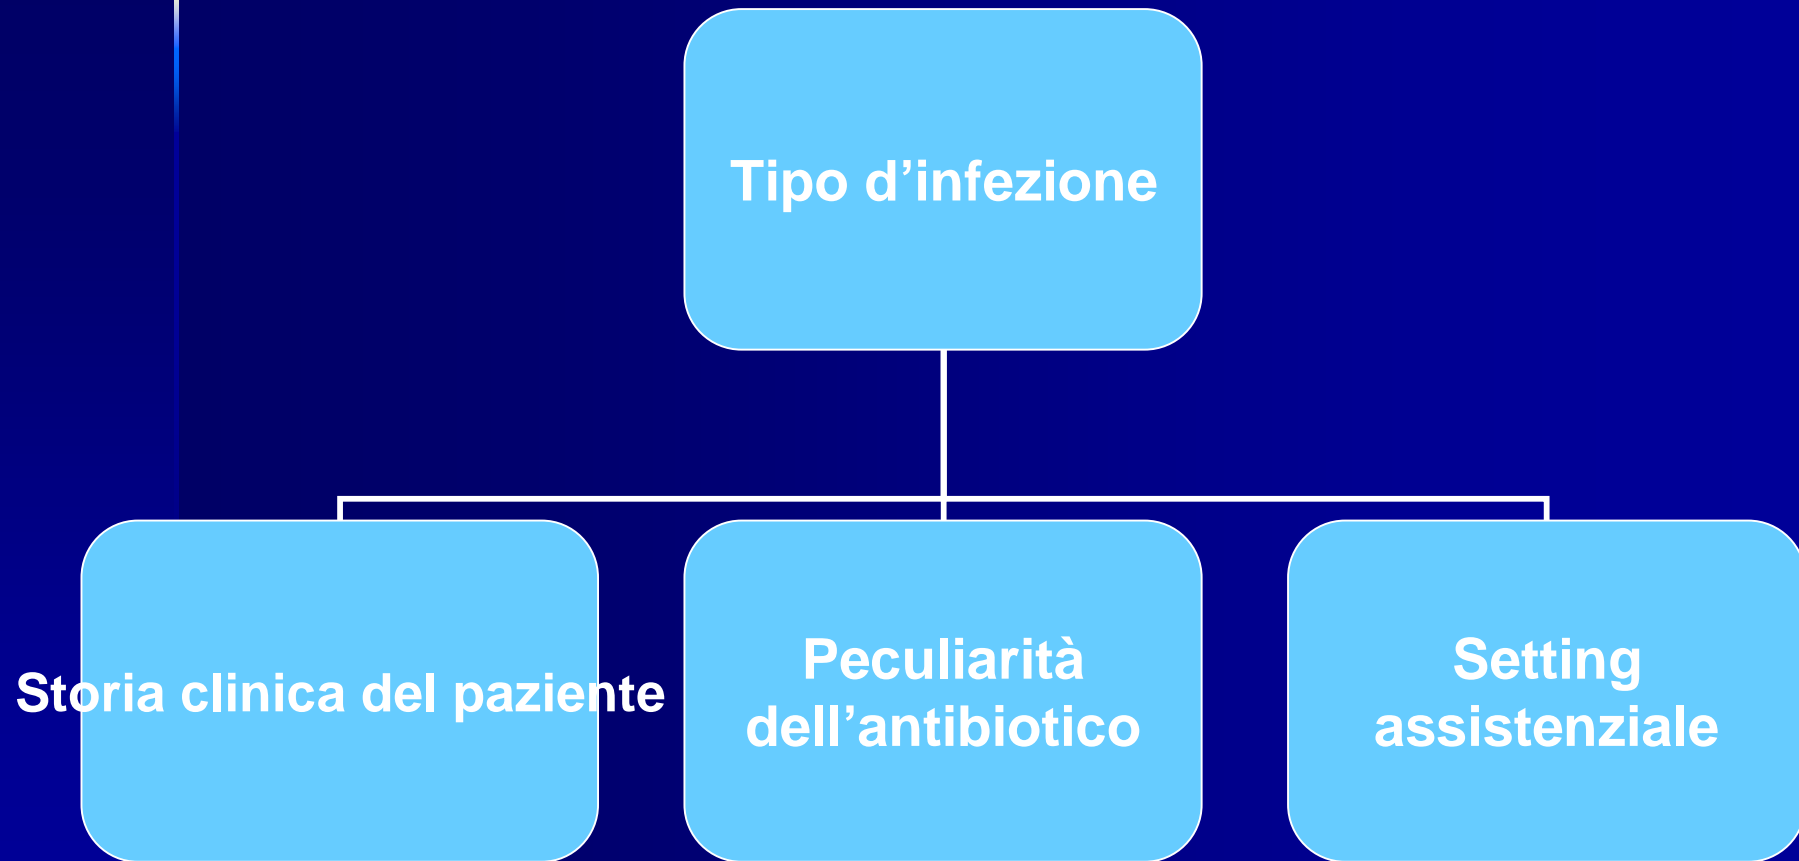 Tipo d’infezione
Storia clinica del paziente
Peculiarità
dell’antibiotico
Setting
assistenziale